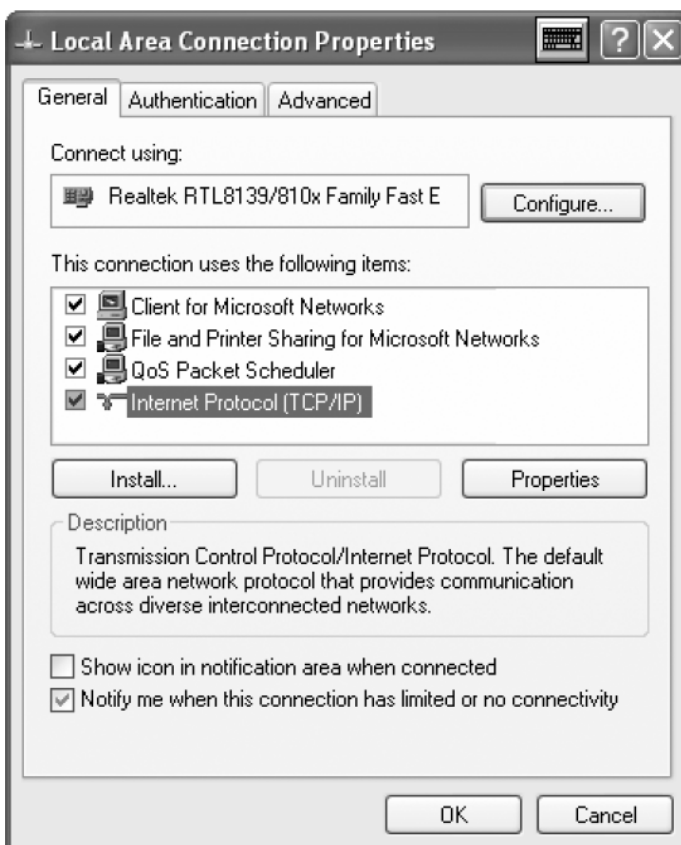 Local Area Connection Properties
General Authentication Advanced
Connect using:
Realtek RTL8139/810x Family Fast E Configure...
This connection uses the following items:
Client for Microsoft Networks
File and Printer Sharing for Microsoft Networks
QoS Packet Scheduler
Internet Protocol (TCP/IP)
Install... Uninstall Properties
Description
Transmission Control Protocol/Internet Protocol. The default
wide area network protocol that provides communication
across diverse interconnected networks.
Show icon in notification area when connected
Notify me when this connection has limited or no connectivity
OK Cancel